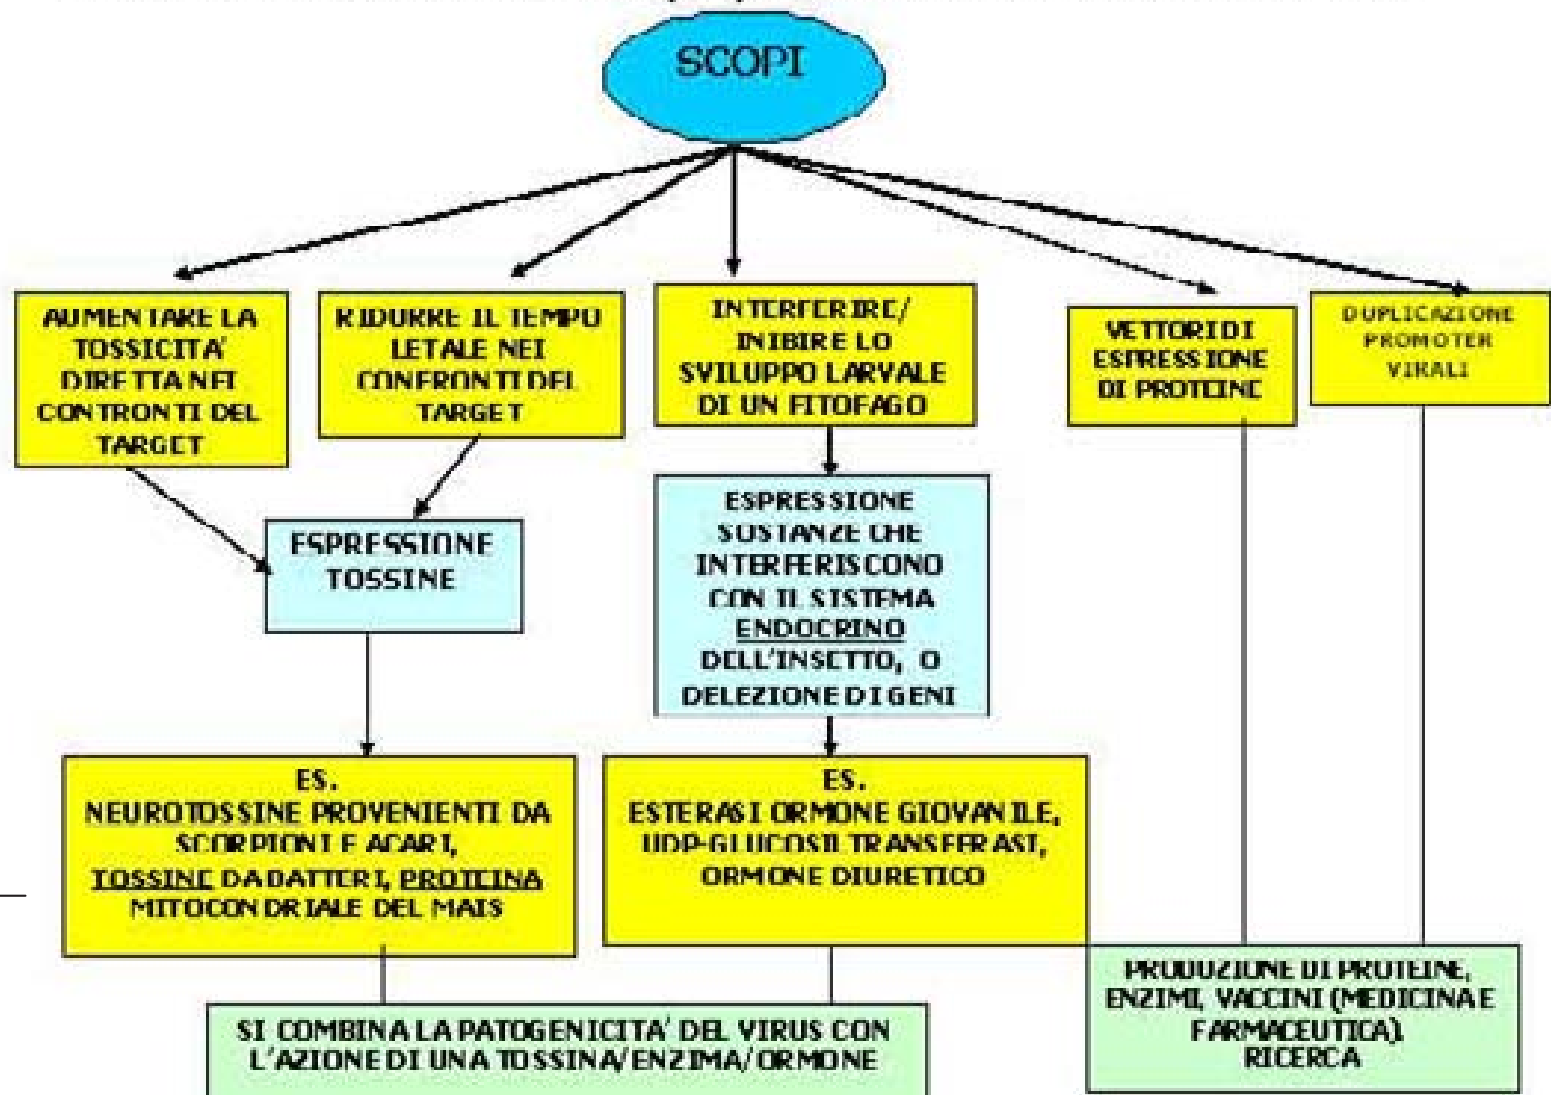 SCOPI
AUMENTARE LA
TOSSICITA'
DIRETTA NEI
CONTRONTI DEL
TARGET
RIDURRE IL TEMPO
LETALE NEI
CONFRONTI DEL
TARGET
INTERFERIRE/
INIBIRE LO
SVILUPPO LARVALE
DI UN FITOFAGO
VETTORI DI
ESPRESSIONE
DI PROTEINE
DUPLICAZIONE
PROMOTER
VIRALI
ESPRESSIONE
TOSSINE
ESPRESSIONE
SOSTANZE CHE
INTERFERISCONO
CON IL SISTEMA
ENDOCRINO
DELL'INSETTO, O
DELEZIONE DI GENI
ES.
NEUROTOSSINE PROVENIENTI DA
SCORPIONI E ACARI,
TOSSINE DA BATTERI, PROTEINA
MITOCONDRIALE DEL MAIS
ES.
ESTERASI ORMONE GIOVANILE,
UDP-GLUCOSIL TRANSFERASI,
ORMONE DIURETICO
SI COMBINA LA PATOGENICITA' DEL VIRUS CON
L'AZIONE DI UNA TOSSINA/ENZIMA/ORMONE
PRODUZIONE DI PROTEINE,
ENZIMI, VACCINI (MEDICINA E
FARMACEUTICA).
RICERCA